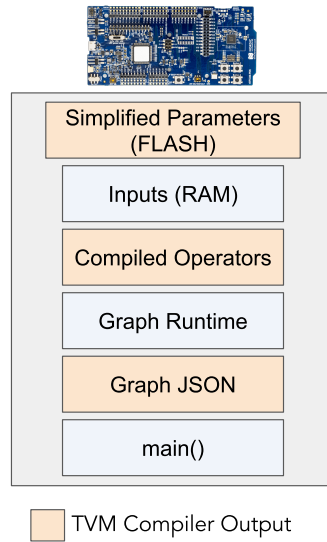 Simplified Parameters
(FLASH)
Inputs (RAM)
Compiled Operators
Graph Runtime
Graph JSON
main()
TVM Compiler Output